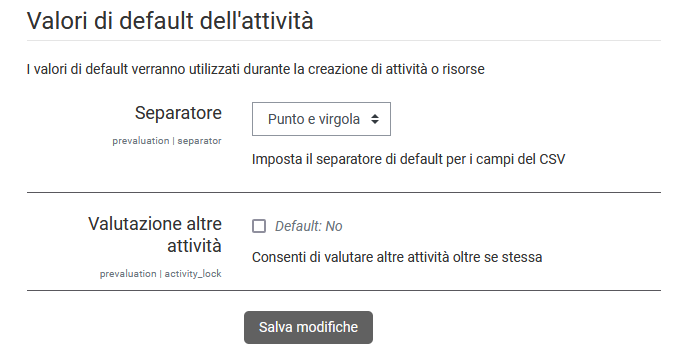 Valori di default dell'attività
I valori di default verranno utilizzati durante la creazione di attività o risorse
Separatore
Punto e virgola
prevaluation | separator
Imposta il separatore di default per i campi del CSV
Valutazione altre
attività
Default: No
Consenti di valutare altre attività oltre se stessa
prevaluation | activity_lock
Salva modifiche